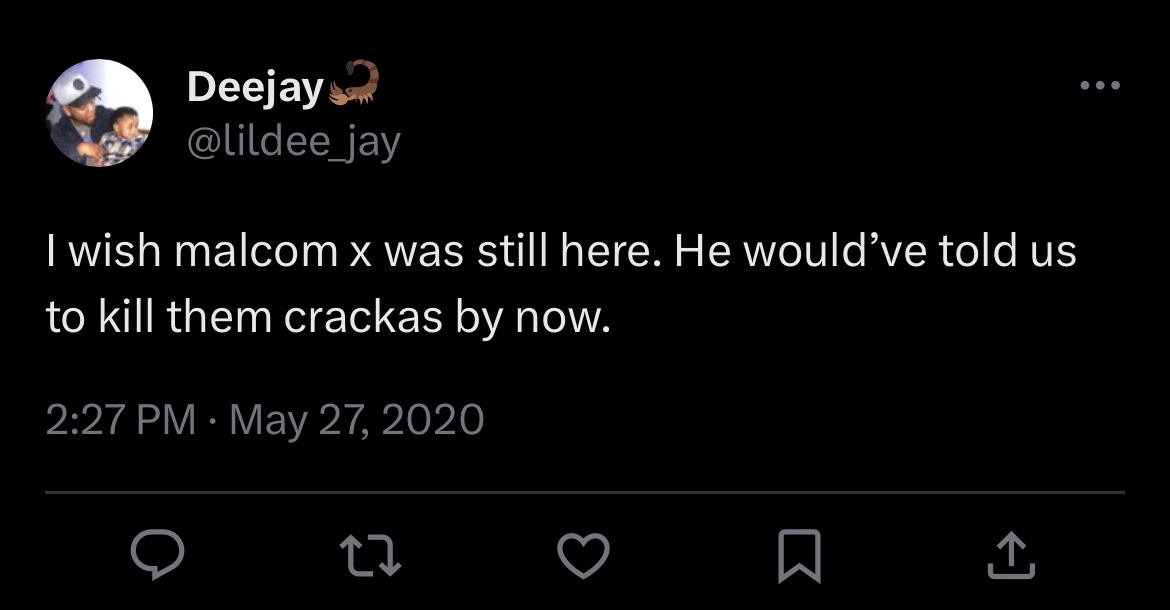 Deejay🦂
@lildee_jay
I wish malcom x was still here. He would’ve told us
to kill them crackas by now.
2:27 PM · May 27, 2020